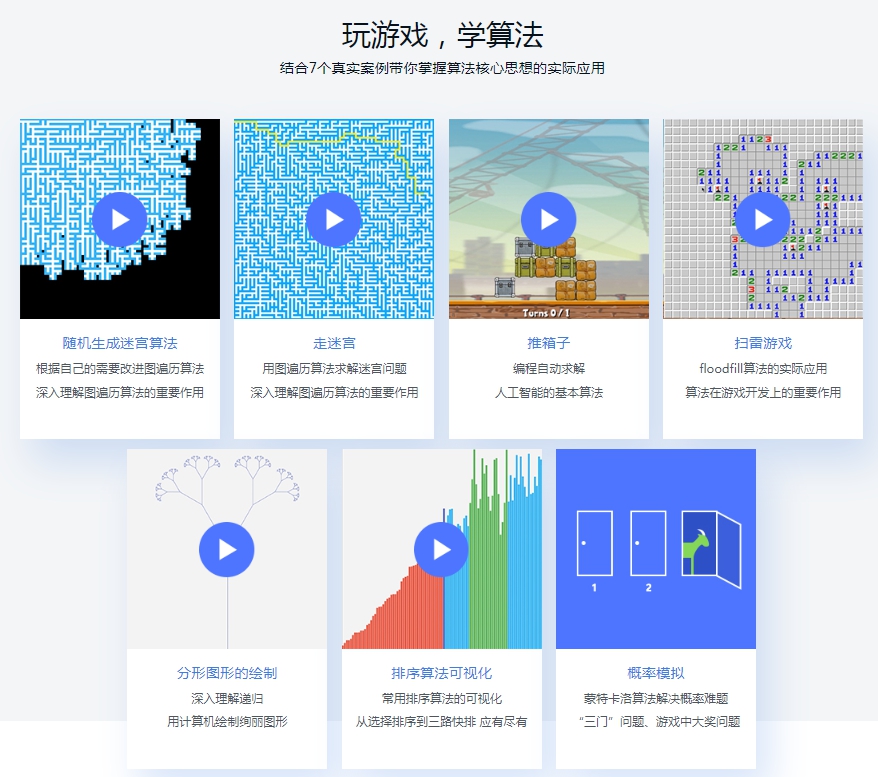 玩游戏，学算法
结合7个真实案例带你掌握算法核心思想的实际应用
Turns 0 / 1
随机生成迷宫算法
根据自己的需要改进图遍历算法
深入理解图遍历算法的重要作用
走迷宫
用图遍历算法求解迷宫问题
深入理解图遍历算法的重要作用
推箱子
编程自动求解
人工智能的基本算法
扫雷游戏
floodfill算法的实际应用
算法在游戏开发上的重要作用
1 2
分形图形的绘制
深入理解递归
用计算机绘制绚丽图形
排序算法可视化
常用排序算法的可视化
从选择排序到三路快排 应有尽有
概率模拟
蒙特卡洛算法解决概率难题
“三门”问题、游戏中大奖问题